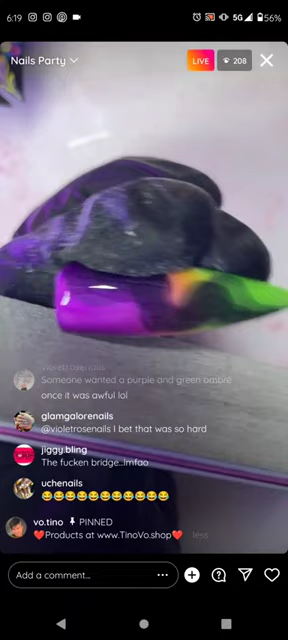 6:19
5G
56%
Nails Party
LIVE
208
Someone wanted a purple and green ombré
once it was awful lol
glamgalorenails
@violetrosenails I bet that was so hard
jiggy.bling
The fucken bridge...lmfao
uchenails
😂😂😂😂😂😂😂😂😂😂😂
vo.tino PINNED
❤️Products at www.TinoVo.shop❤️ less
Add a comment...